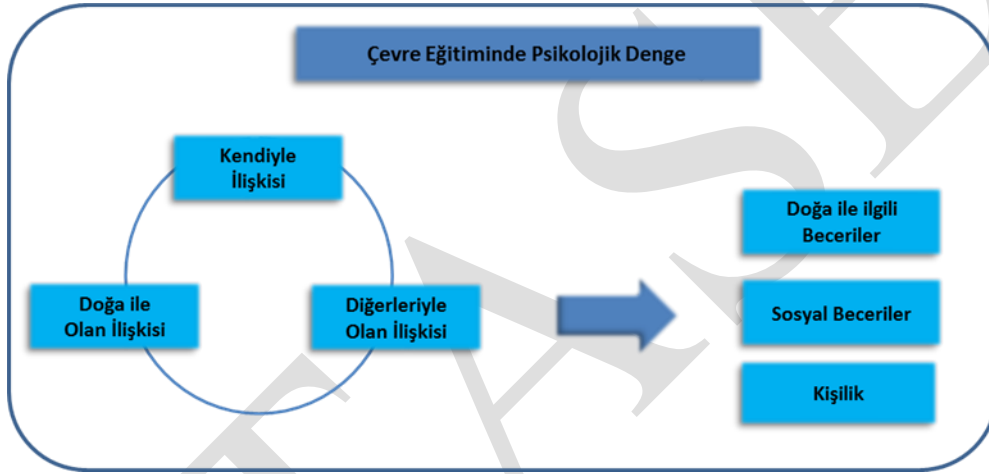 Çevre Eğitiminde Psikolojik Denge
Kendiyle
İlişkisi
Doğa ile
Olan İlişkisi
Diğerleriyle
Olan İlişkisi
Doğa ile ilgili
Beceriler
Sosyal Beceriler
Kişilik